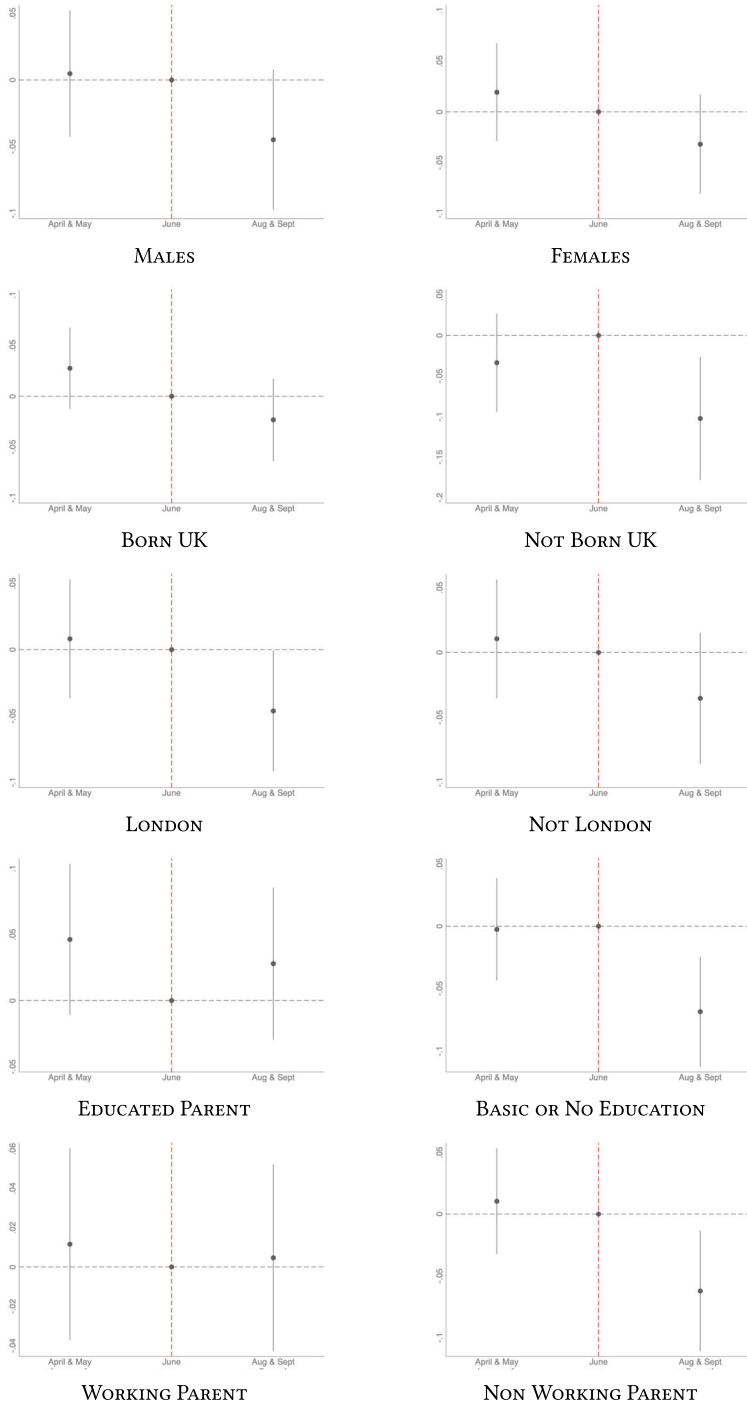 .05
0
-.05
-.1
April & May June Aug & Sept
MALES
.1
.05
0
-.05
-.1
April & May June Aug & Sept
FEMALES
.1
.05
0
-.05
-.1
April & May June Aug & Sept
BORN UK
.05
0
-.05
-.1
-.15
-.2
April & May June Aug & Sept
NOT BORN UK
.05
0
-.05
-.1
April & May June Aug & Sept
LONDON
.05
0
-.05
-.1
April & May June Aug & Sept
NOT LONDON
.1
.05
0
-.05
April & May June Aug & Sept
EDUCATED PARENT
.05
0
-.05
-.1
April & May June Aug & Sept
BASIC OR NO EDUCATION
.06
.04
.02
0
-.02
-.04
April & May June Aug & Sept
WORKING PARENT
.05
0
-.05
-.1
April & May June Aug & Sept
NON WORKING PARENT